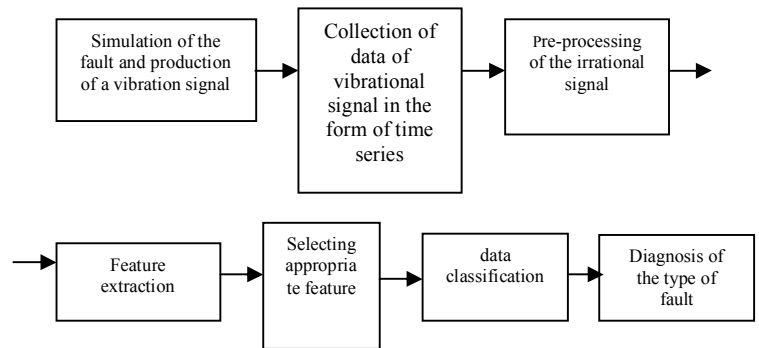 Simulation of the
fault and production
of a vibration signal
Collection of
data of
vibrational
signal in the
form of time
series
Pre-processing
of the irrational
signal
Feature
extraction
Selecting
appropria
te feature
data
classification
Diagnosis of
the type of
fault